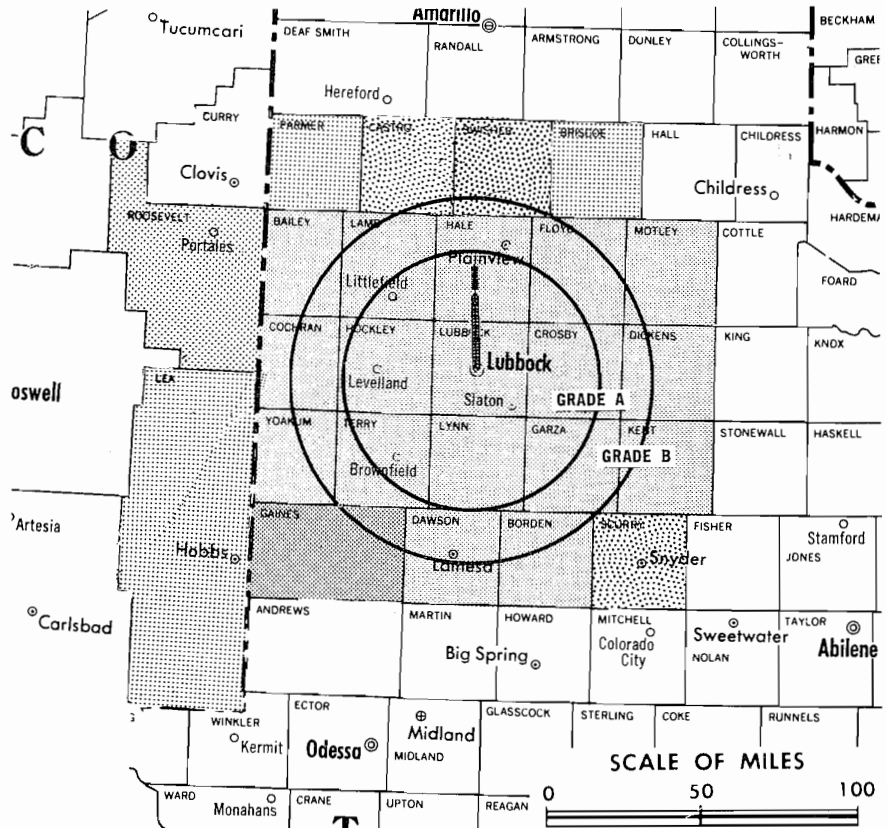 Amarillo
Tucumcari
DEAF SMITH
RANDALL
ARMSTRONG
DUNLEY
COLLINGS-
WORTH
BECKHAM
GREE
Hereford
CURRY
PARMER
CASTRO
SWISHER
BRISCOE
HALL
CHILDRESS
HARMON
C O
Clovis
Childress
ROOSEVELT
Portales
BAILEY
LAMB
HALE
FLOYD
MOTLEY
COTTLE
HARDEMA
Plainview
Littlefield
FOARD
COCHRAN
HOCKLEY
LUBBOCK
CROSBY
DICKENS
KING
KNOX
Lubbock
LEA
Levelland
oswell
Slaton
GRADE A
YOAKUM
TERRY
LYNN
GARZA
KENT
STONEWALL
HASKELL
GRADE B
Brownfield
GAINES
DAWSON
BORDEN
SCURRY
FISHER
Artesia
Stamford
Hobbs
Lamesa
Snyder
JONES
ANDREWS
MARTIN
HOWARD
MITCHELL
TAYLOR
Carlsbad
Colorado
City
Sweetwater
NOLAN
Abilene
Big Spring
ECTOR
GLASSCOCK
STERLING
COKE
RUNNELS
WINKLER
Kermit
Odessa
Midland
MIDLAND
SCALE OF MILES
0 50 100
WARD
Monahans
CRANE
UPTON
REAGAN
T